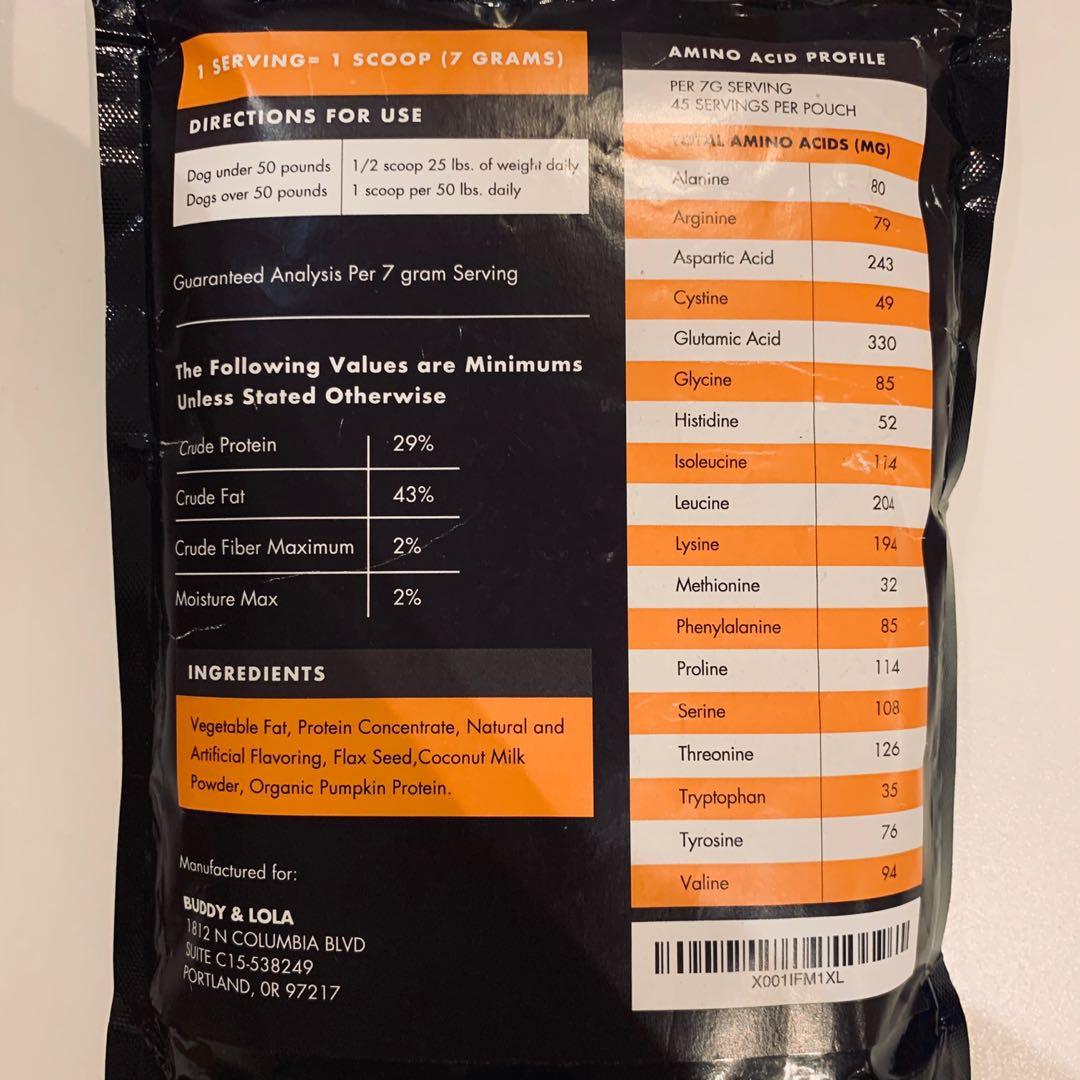 1 SERVING= 1 SCOOP (7 GRAMS)
DIRECTIONS FOR USE
Dog under 50 pounds 1/2 scoop 25 lbs. of weight daily
Dogs over 50 pounds 1 scoop per 50 lbs. daily
Guaranteed Analysis Per 7 gram Serving
The Following Values are Minimums
Unless Stated Otherwise
Crude Protein 29%
Crude Fat 43%
Crude Fiber Maximum 2%
Moisture Max 2%
INGREDIENTS
Vegetable Fat, Protein Concentrate, Natural and
Artificial Flavoring, Flax Seed,Coconut Milk
Powder, Organic Pumpkin Protein.
Manufactured for:
BUDDY & LOLA
1812 N COLUMBIA BLVD
SUITE C15-538249
PORTLAND, 0R 97217
AMINO ACID PROFILE
PER 7G SERVING
45 SERVINGS PER POUCH
TOTAL AMINO ACIDS (MG)
Alanine 80
Arginine 79
Aspartic Acid 243
Cystine 49
Glutamic Acid 330
Glycine 85
Histidine 52
Isoleucine 114
Leucine 204
Lysine 194
Methionine 32
Phenylalanine 85
Proline 114
Serine 108
Threonine 126
Tryptophan 35
Tyrosine 76
Valine 94
X001IFM1XL